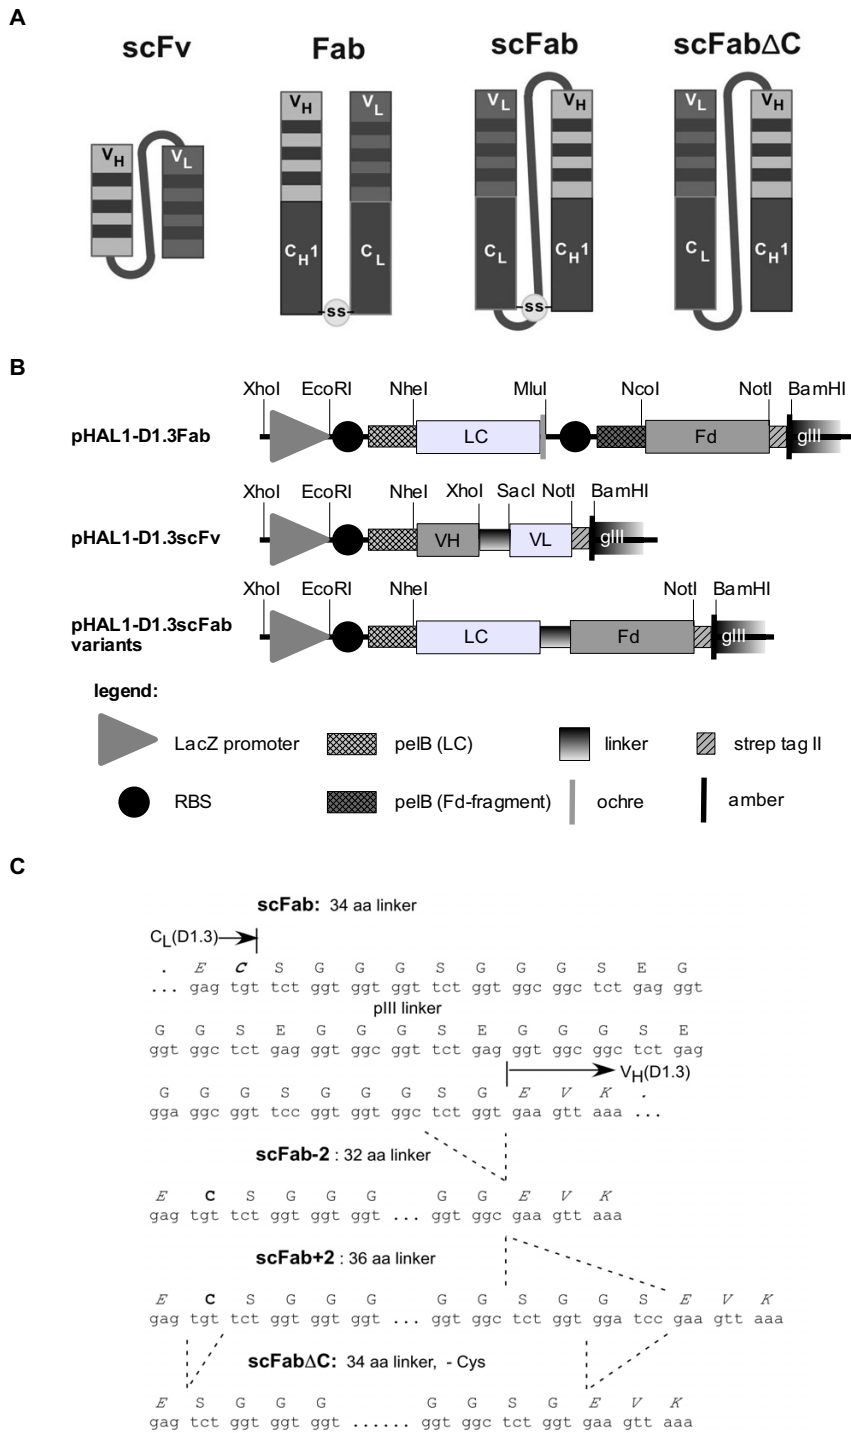 A
scFv Fab scFab scFab∆C
VH VL VH VL VL VH VL VH
CH1 CL CL CH1 CL CH1
ss ss
B
XhoI EcoRI NheI MluI NcoI NotI BamHI
pHAL1-D1.3Fab LC Fd gIII
XhoI EcoRI NheI XhoI SacI NotI BamHI
pHAL1-D1.3scFv VH VL gIII
XhoI EcoRI NheI NotI BamHI
pHAL1-D1.3scFab variants LC Fd gIII
legend:
LacZ promoter pelB (LC) linker strep tag II
RBS pelB (Fd-fragment) ochre amber
C
scFab: 34 aa linker
CL(D1.3)
. E C S G G G S G G G S E G
... gag tgt tct ggt ggt ggt tct ggt ggc ggc tct gag ggt
pIII linker
G G S E G G G S E G G G S E
ggt ggc tct gag ggt ggc ggt tct gag ggt ggc ggc tct gag
VH(D1.3)
G G G S G G G S G E V K .
gga ggc ggt tcc ggt ggt ggc tct ggt gaa gtt aaa ...
scFab-2 : 32 aa linker
E C S G G G G G E V K
gag tgt tct ggt ggt ggt ... ggt ggc gaa gtt aaa
scFab+2 : 36 aa linker
E C S G G G G G S G G S E V K
gag tgt tct ggt ggt ggt ... ggt ggc tct ggt gga tcc gaa gtt aaa
scFab∆C: 34 aa linker, - Cys
E S G G G G G S G E V K
gag tct ggt ggt ggt ...... ggt ggc tct ggt gaa gtt aaa